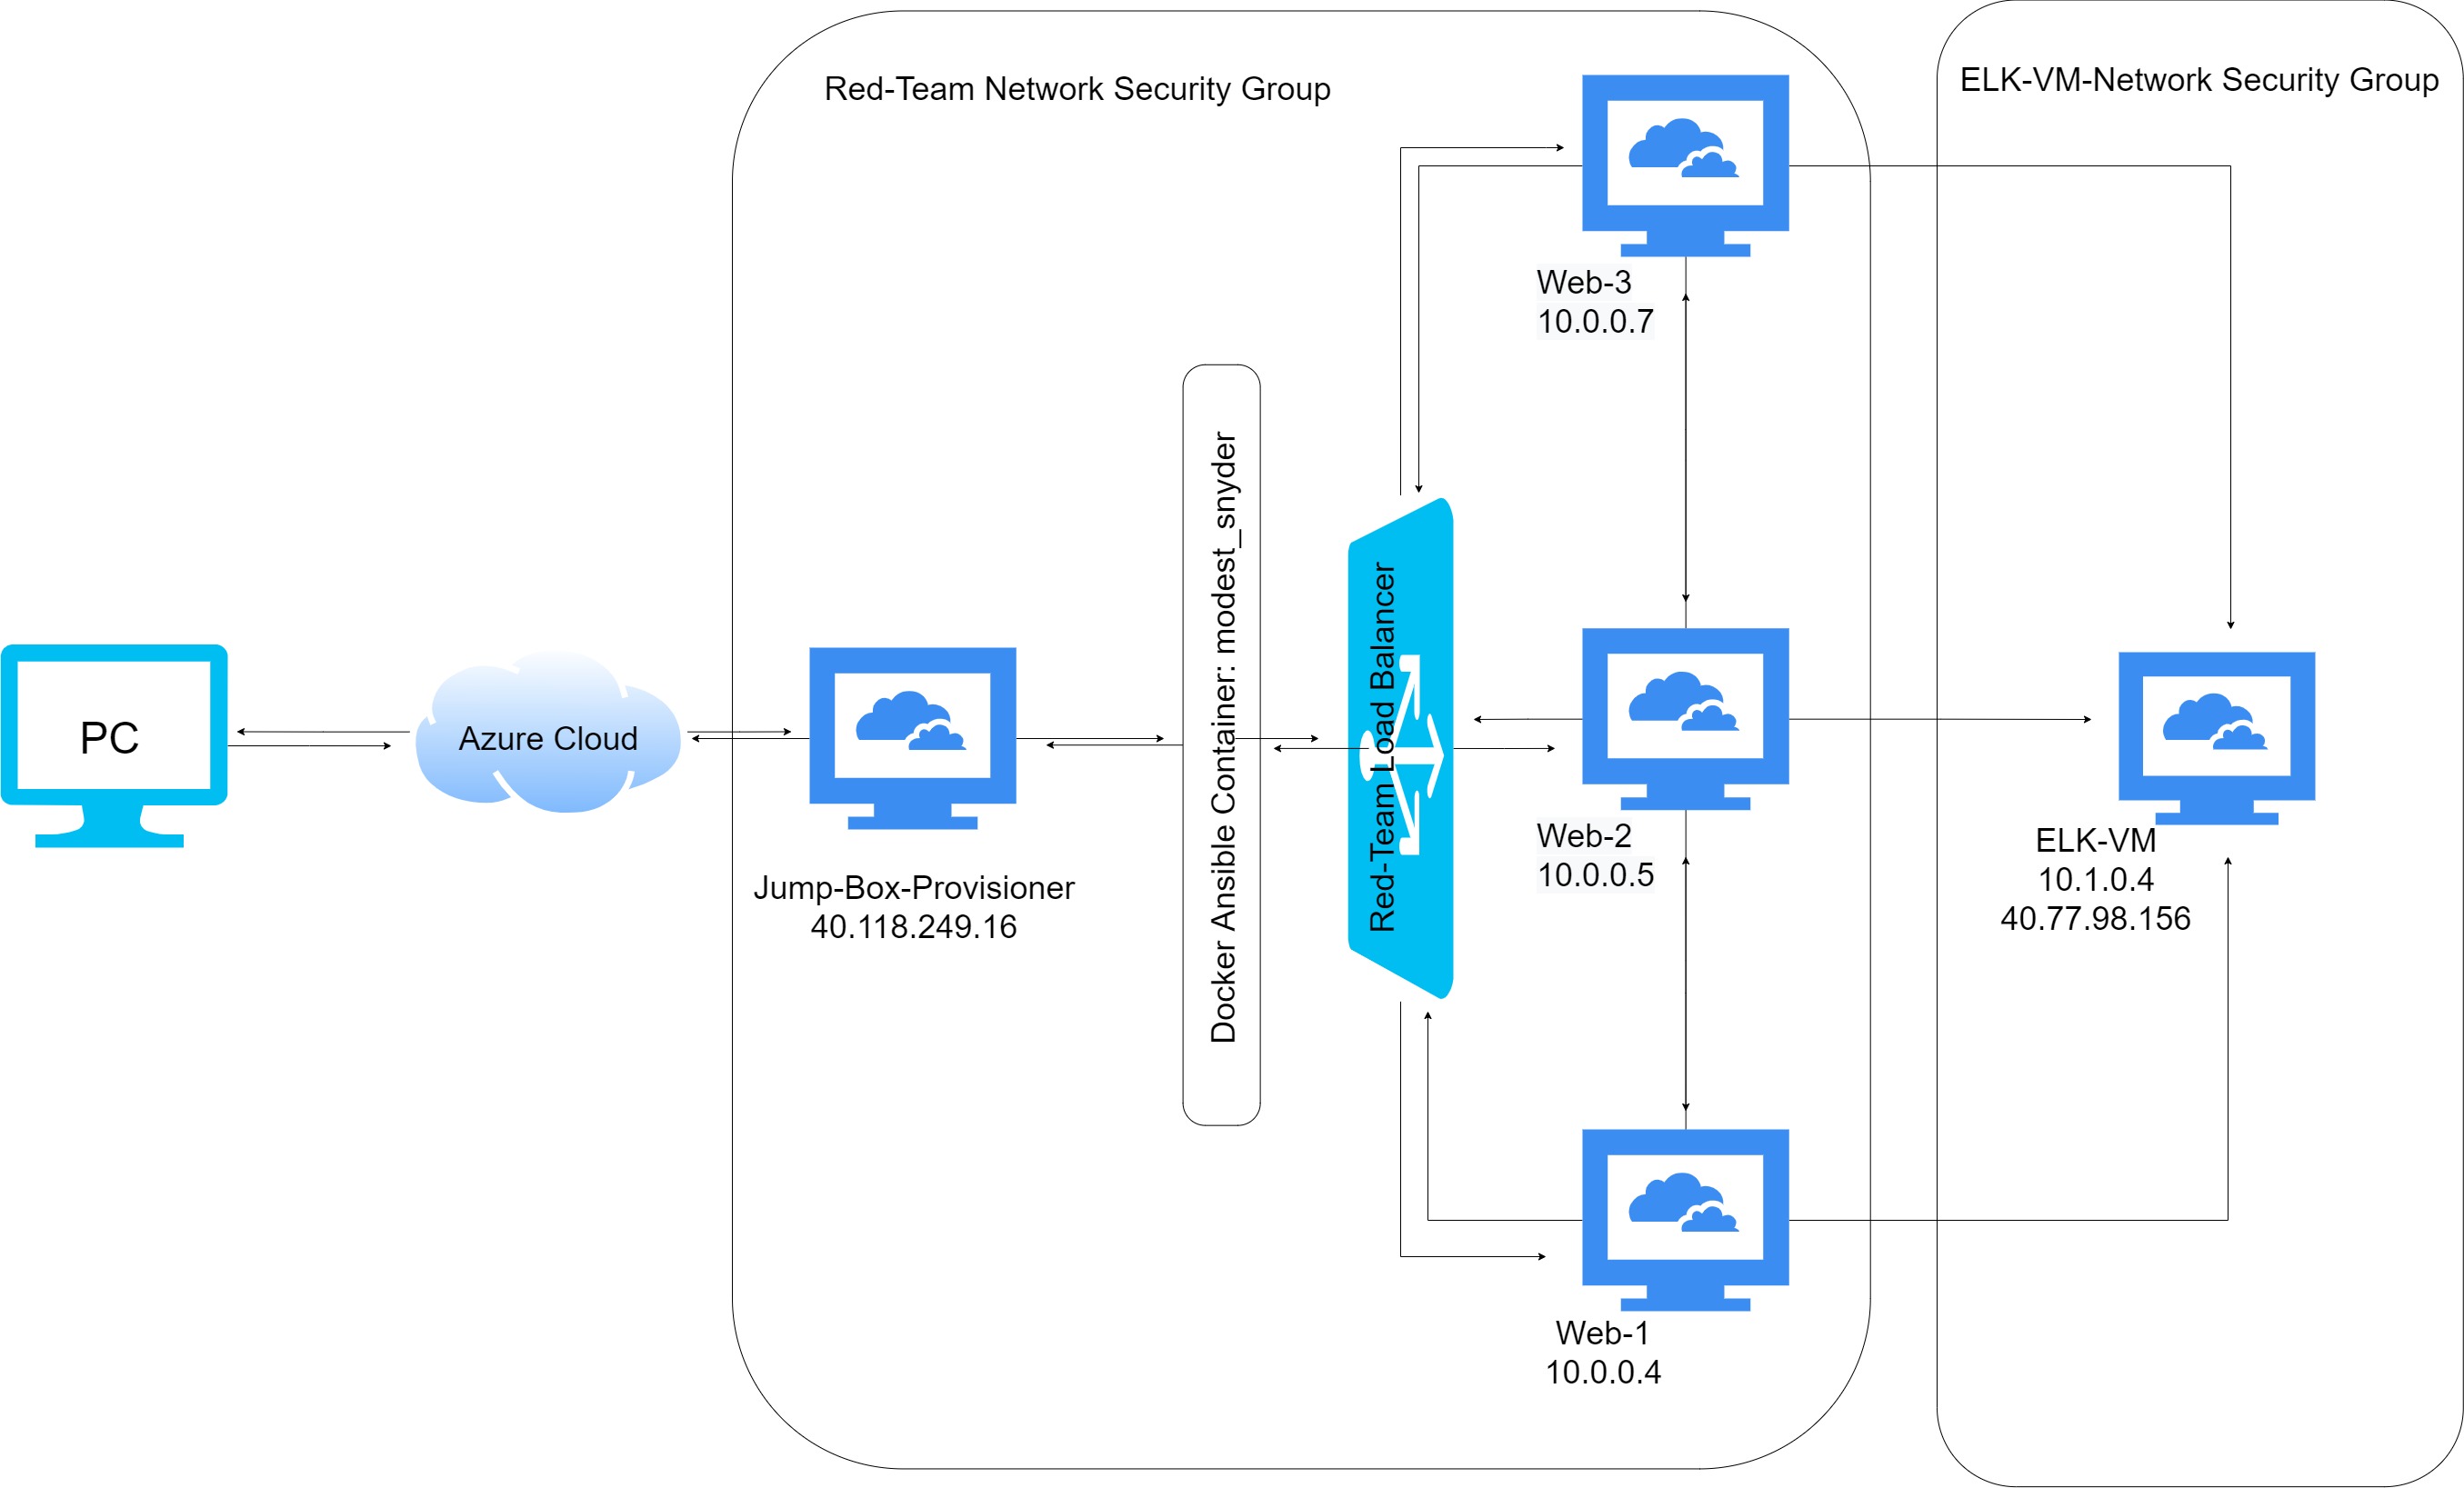 Red-Team Network Security Group
ELK-VM-Network Security Group
Web-3
10.0.0.7
PC
Azure Cloud
Jump-Box-Provisioner
40.118.249.16
Docker Ansible Container: modest_snyder
Red-Team Load Balancer
Web-2
10.0.0.5
ELK-VM
10.1.0.4
40.77.98.156
Web-1
10.0.0.4